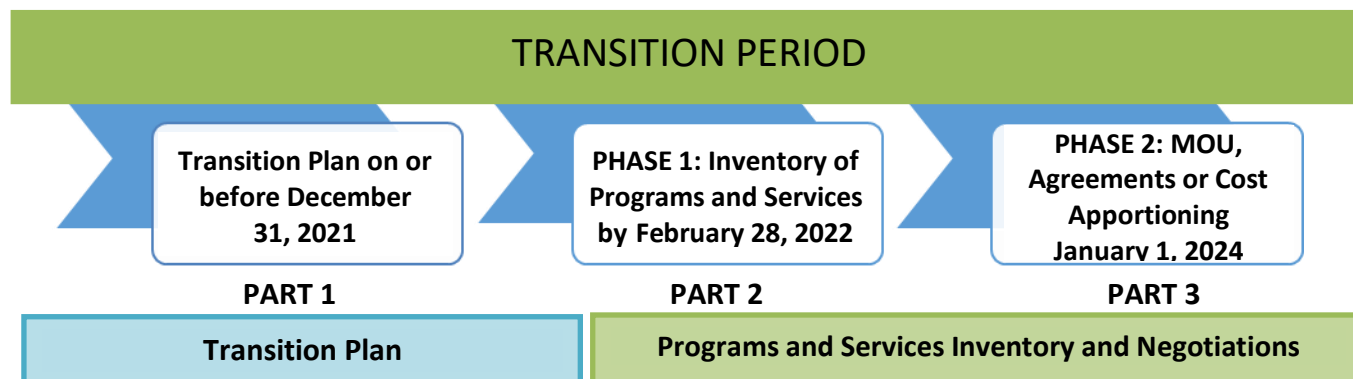 TRANSITION PERIOD
Transition Plan on or
before December
31, 2021
PHASE 1: Inventory of
Programs and Services
by February 28, 2022
PHASE 2: MOU,
Agreements or Cost
Apportioning
January 1, 2024
PART 1
PART 2
PART 3
Transition Plan
Programs and Services Inventory and Negotiations